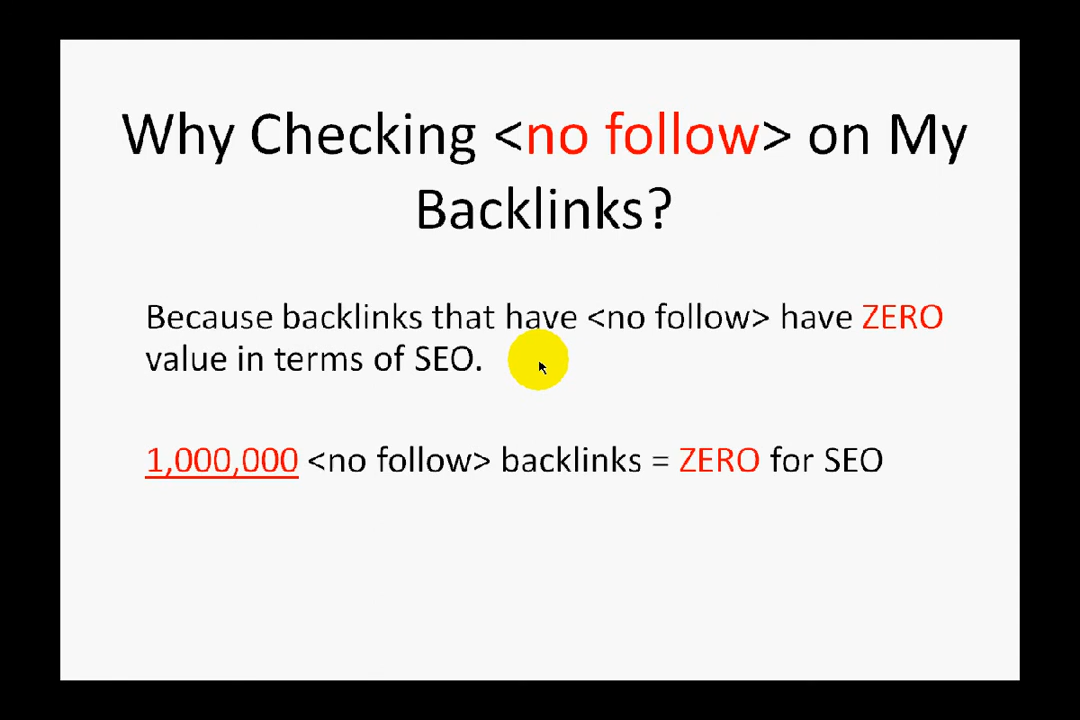 Why Checking <no follow> on My
Backlinks?
Because backlinks that have <no follow> have ZERO
value in terms of SEO.
1,000,000 <no follow> backlinks = ZERO for SEO